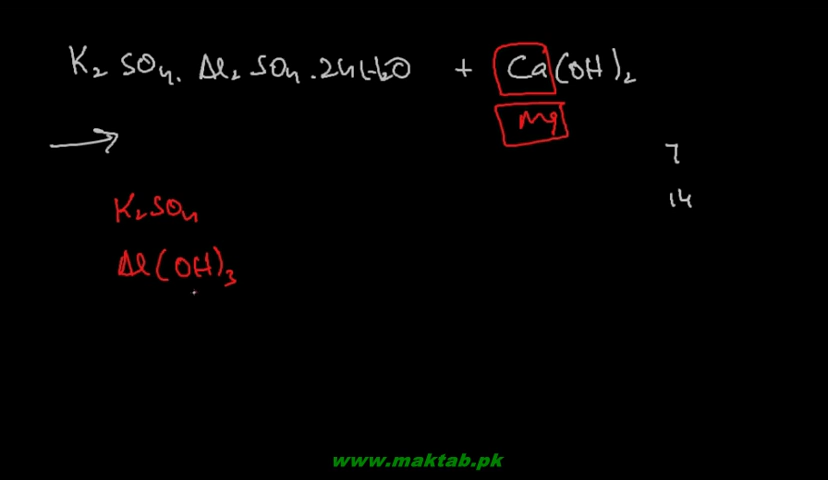 K₂SO₄. Al₂SO₄.24H₂O + Ca(OH)₂
Mg
→
7
14
K₂SO₄
Al(OH)₃
www.maktab.pk